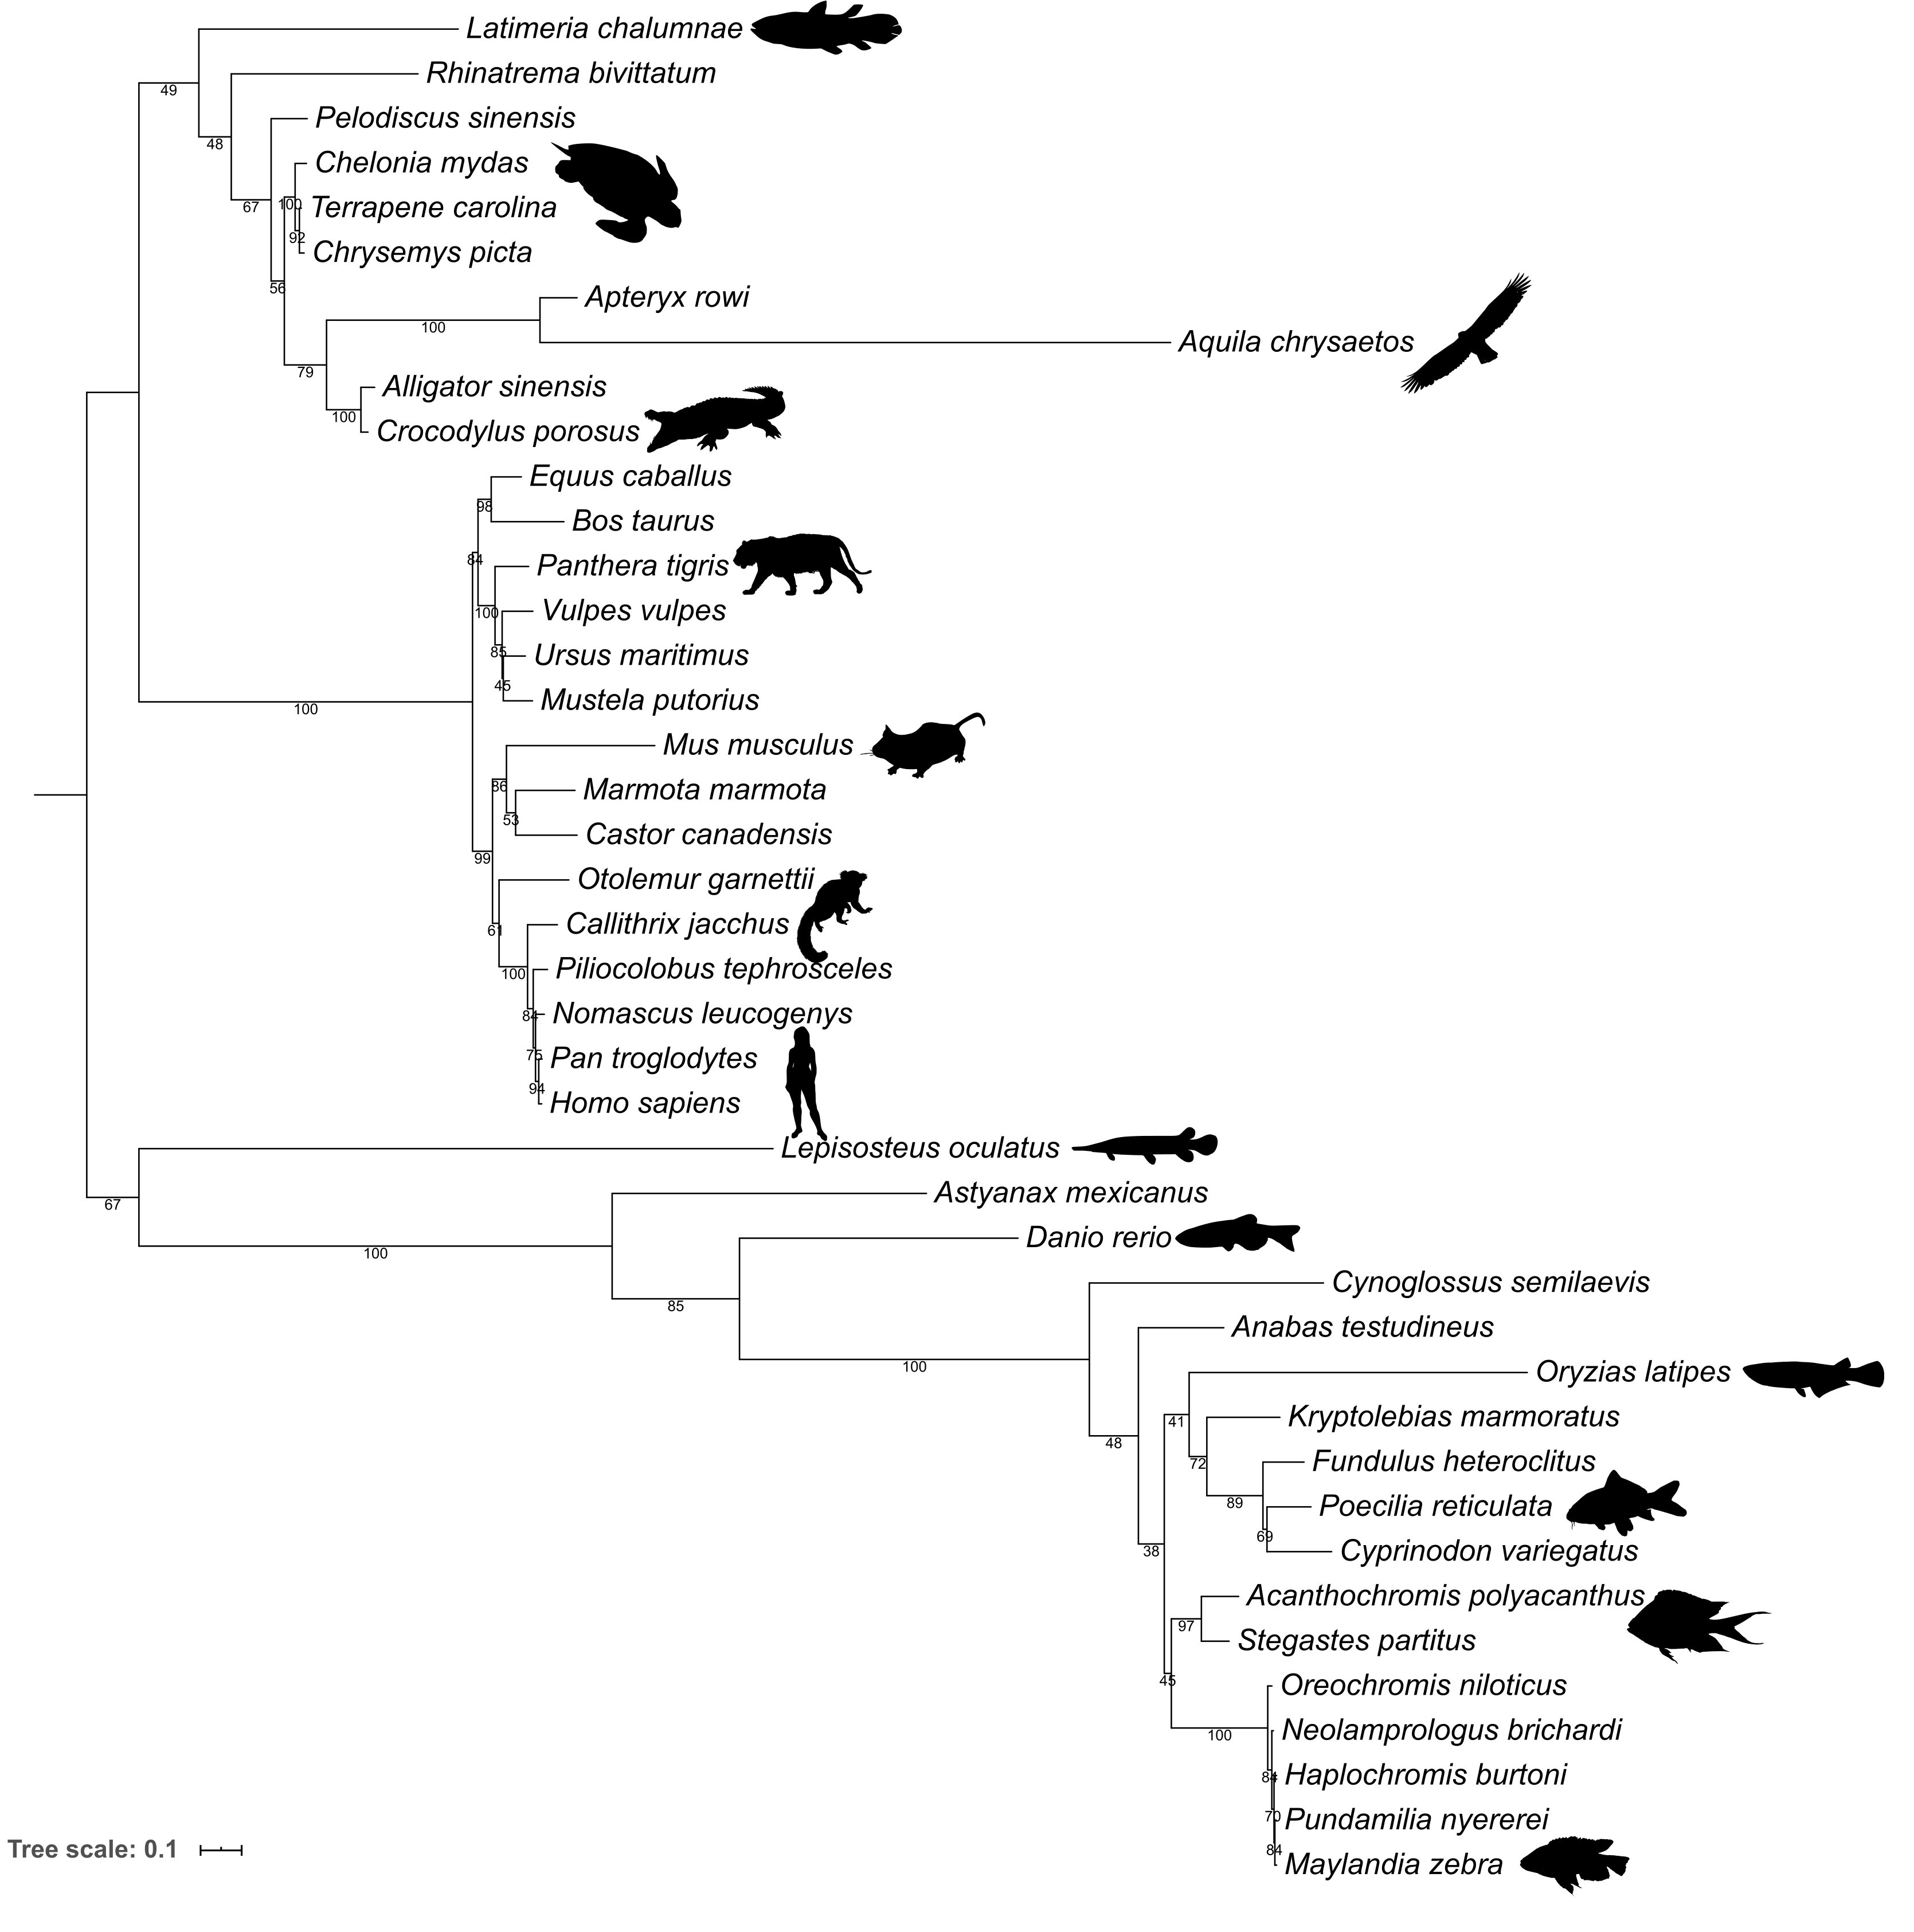 Latimeria chalumnae
49
Rhinatrema bivittatum
48
Pelodiscus sinensis
Chelonia mydas
67
100
Terrapene carolina
92
Chrysemys picta
56
Apteryx rowi
100
Aquila chrysaetos
79
Alligator sinensis
100
Crocodylus porosus
Equus caballus
98
Bos taurus
84
Panthera tigris
100
Vulpes vulpes
85
Ursus maritimus
45
Mustela putorius
100
Mus musculus
86
Marmota marmota
53
Castor canadensis
99
Otolemur garnettii
61
Callithrix jacchus
100
Piliocolobus tephrosceles
84
Nomascus leucogenys
75
Pan troglodytes
94
Homo sapiens
Lepisosteus oculatus
67
Astyanax mexicanus
100
Danio rerio
85
Cynoglossus semilaevis
100
Anabas testudineus
48
Oryzias latipes
41
Kryptolebias marmoratus
72
Fundulus heteroclitus
89
Poecilia reticulata
69
Cyprinodon variegatus
38
Acanthochromis polyacanthus
97
Stegastes partitus
45
Oreochromis niloticus
100
Neolamprologus brichardi
84
Haplochromis burtoni
70
Pundamilia nyererei
84
Maylandia zebra
Tree scale: 0.1